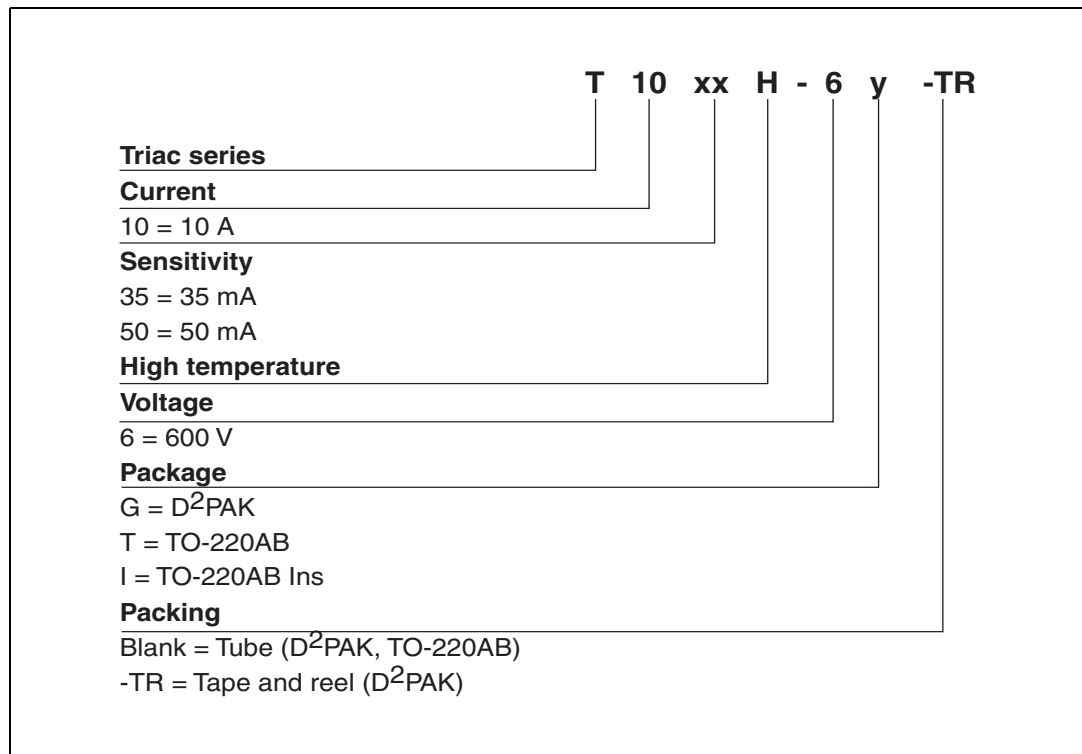 T 10 xx H - 6 y -TR
Triac series
Current
10 = 10 A
Sensitivity
35 = 35 mA
50 = 50 mA
High temperature
Voltage
6 = 600 V
Package
G = D²PAK
T = TO-220AB
I = TO-220AB Ins
Packing
Blank = Tube (D²PAK, TO-220AB)
-TR = Tape and reel (D²PAK)